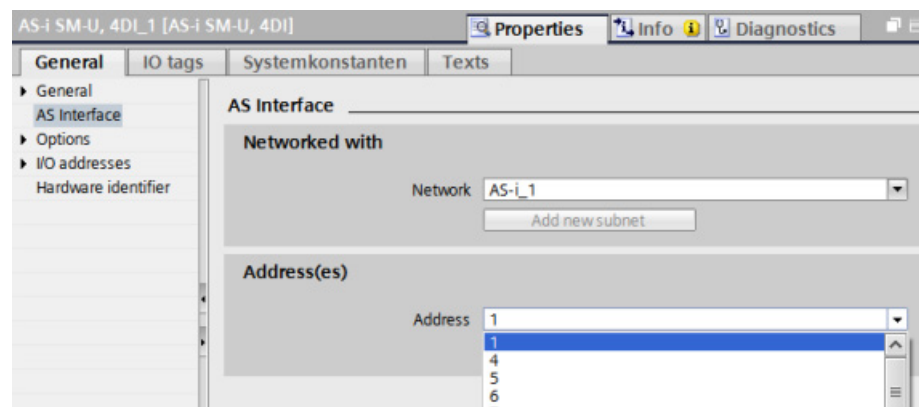 AS-i SM-U, 4DI_1 [AS-i SM-U, 4DI]
Properties
Info
Diagnostics
General
IO tags
Systemkonstanten
Texts
General
AS Interface
Options
I/O addresses
Hardware identifier
AS Interface
Networked with
Network AS-i_1
Add new subnet
Address(es)
Address 1
1
4
5
6